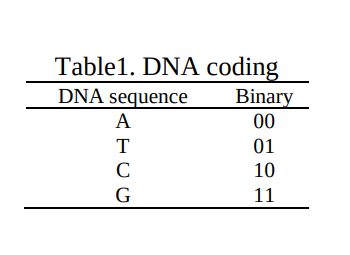 Table1. DNA coding
DNA sequence Binary
A 00
T 01
C 10
G 11